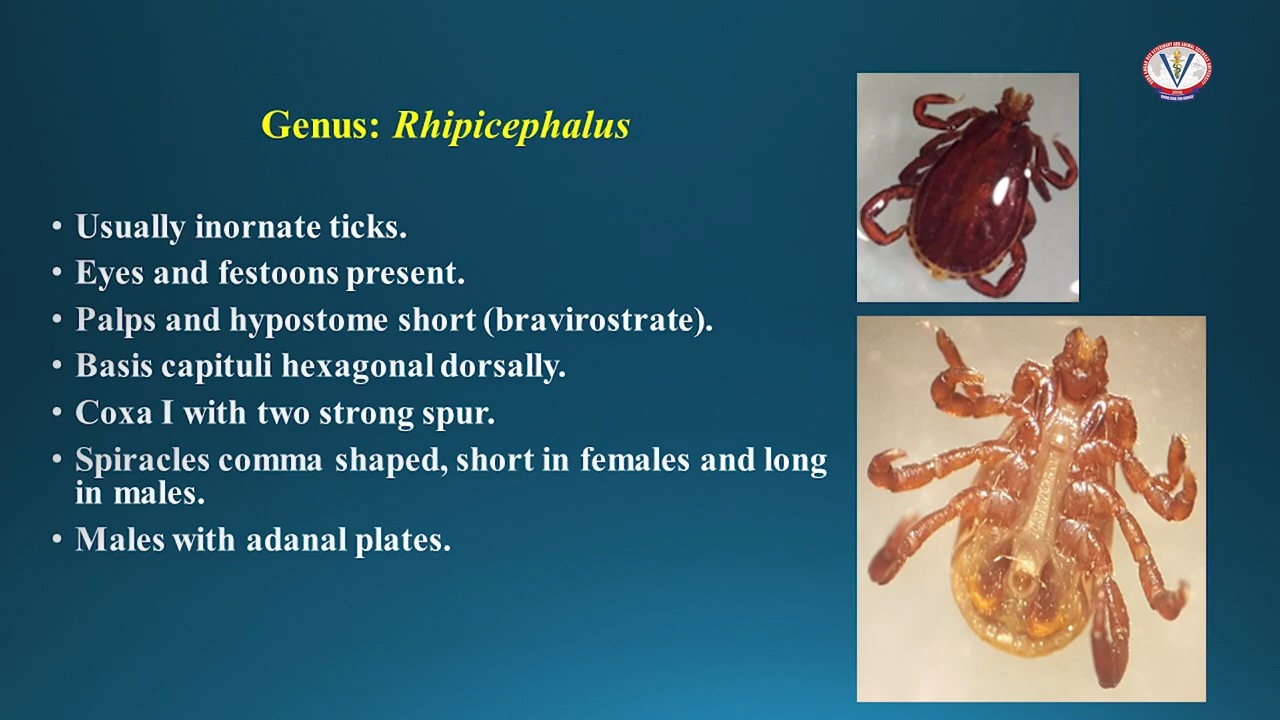 Genus: Rhipicephalus
• Usually inornate ticks.
• Eyes and festoons present.
• Palps and hypostome short (bravirostrate).
• Basis capituli hexagonal dorsally.
• Coxa I with two strong spur.
• Spiracles comma shaped, short in females and long
in males.
• Males with adanal plates.